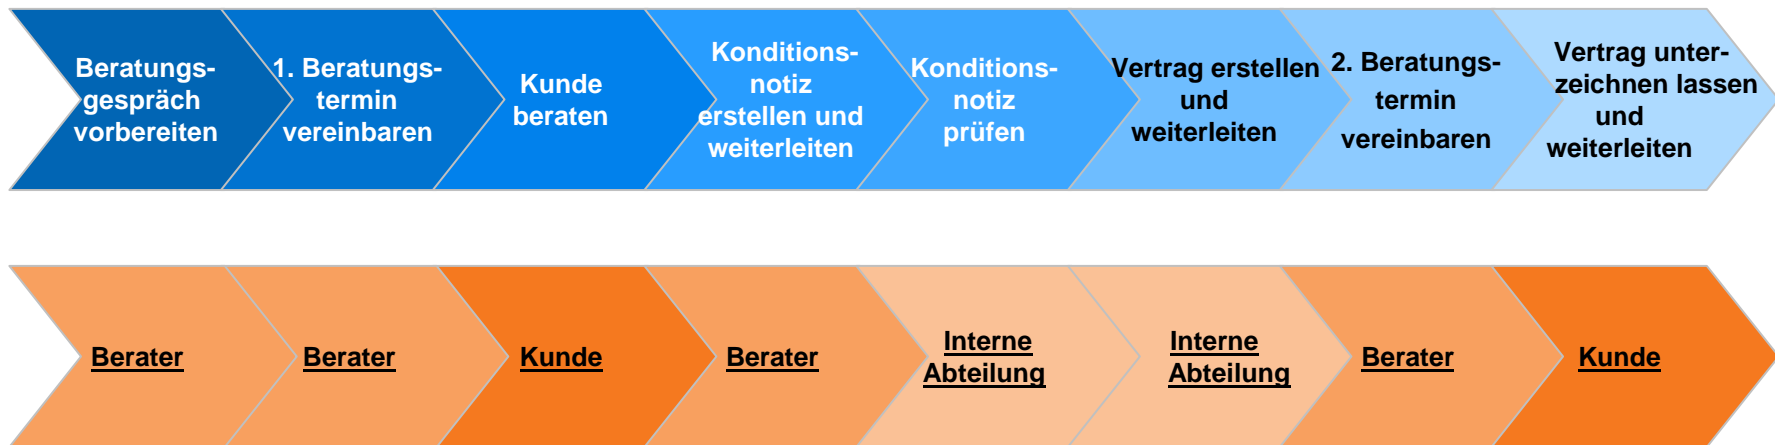 Beratungs-
gespräch
vorbereiten
1. Beratungs-
termin
vereinbaren
Kunde
beraten
Konditions-
notiz
erstellen und
weiterleiten
Konditions-
notiz
prüfen
Vertrag erstellen
und
weiterleiten
2. Beratungs-
termin
vereinbaren
Vertrag unter-
zeichnen lassen
und
weiterleiten
Berater
Berater
Kunde
Berater
Interne
Abteilung
Interne
Abteilung
Berater
Kunde